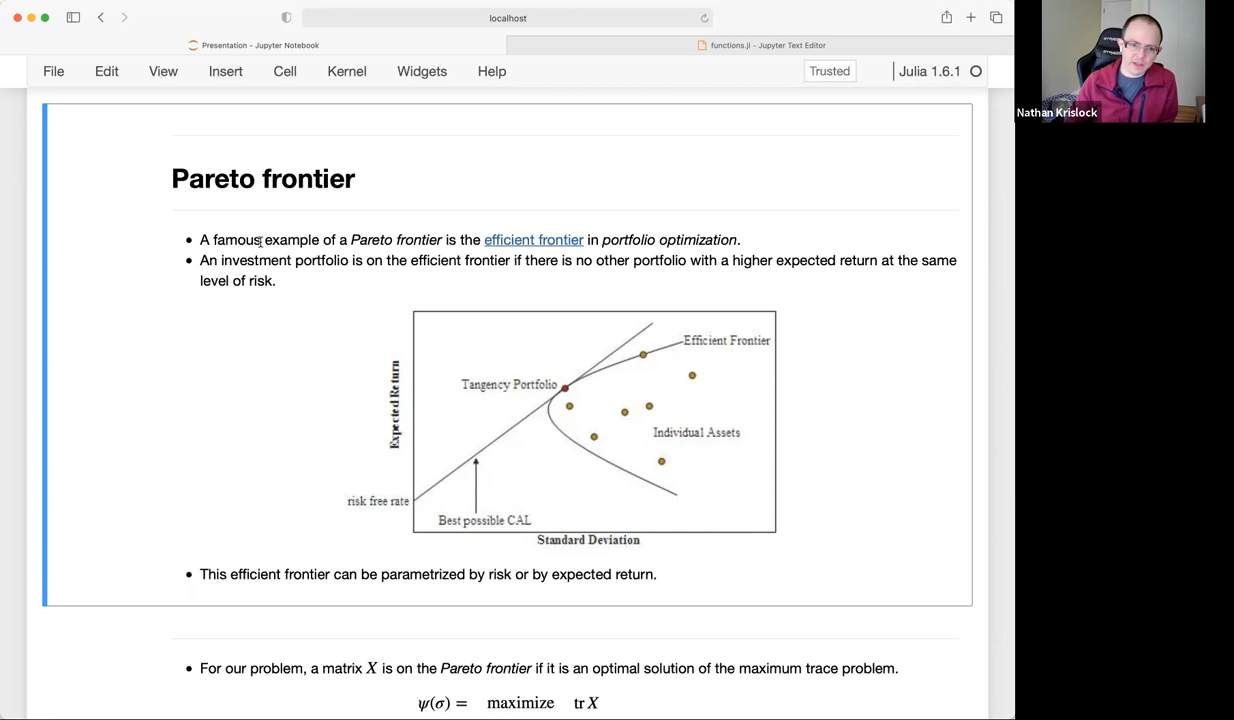 localhost
Presentation - Jupyter Notebook
functions.jl - Jupyter Text Editor
File Edit View Insert Cell Kernel Widgets Help
Trusted
Julia 1.6.1
Nathan Krislock
Pareto frontier
• A famous example of a Pareto frontier is the efficient frontier in portfolio optimization.
• An investment portfolio is on the efficient frontier if there is no other portfolio with a higher expected return at the same
level of risk.
Efficient Frontier
Tangency Portfolio
Expected Return
Individual Assets
risk free rate
Best possible CAL
Standard Deviation
• This efficient frontier can be parametrized by risk or by expected return.
• For our problem, a matrix X is on the Pareto frontier if it is an optimal solution of the maximum trace problem.
ψ(σ) = maximize tr X